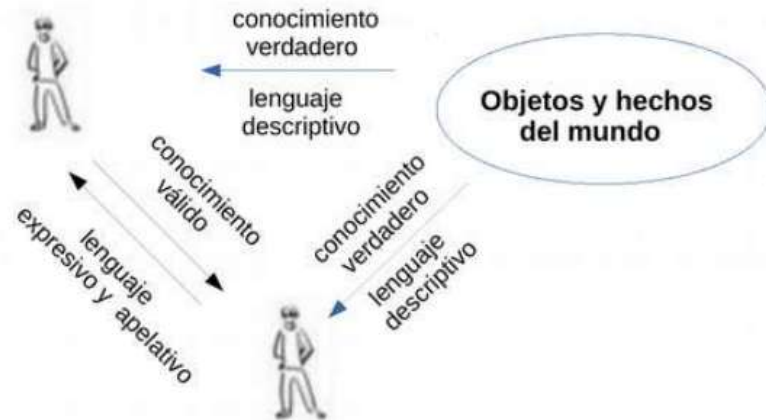 conocimiento
verdadero
lenguaje
descriptivo
Objetos y hechos
del mundo
conocimiento
válido
lenguaje
expresivo y apelativo
conocimiento
verdadero
lenguaje
descriptivo